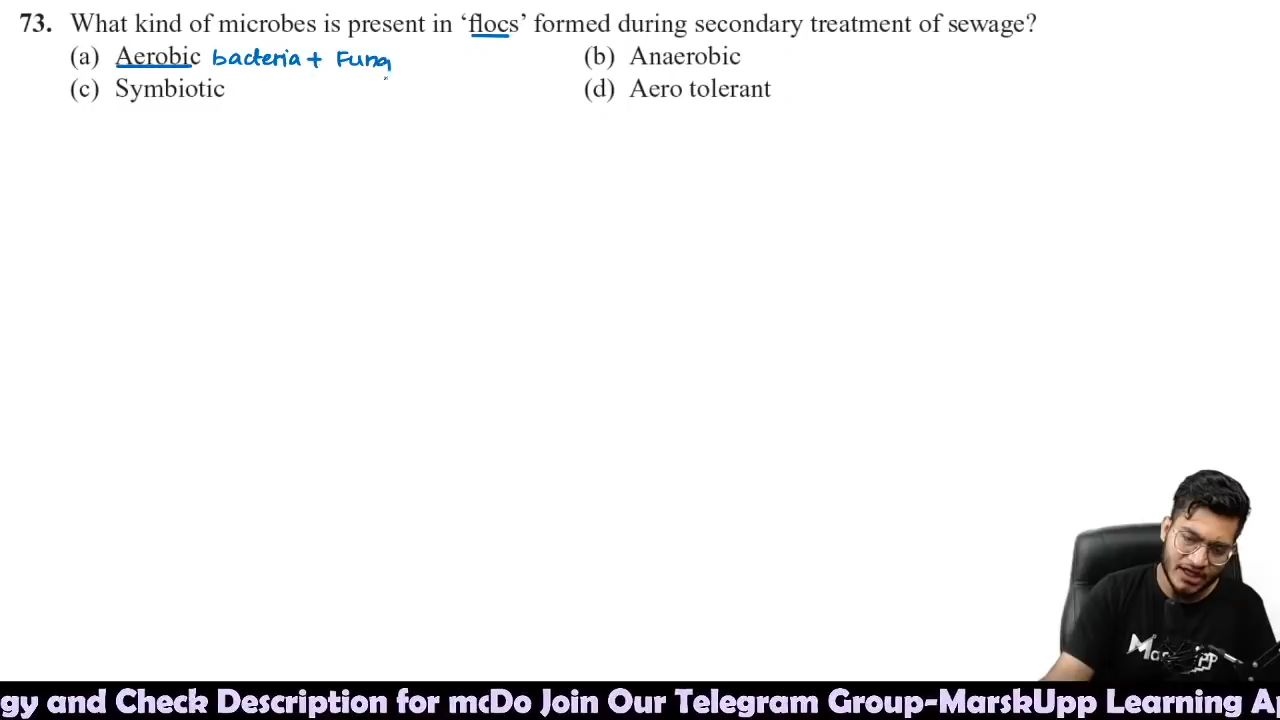 73. What kind of microbes is present in ‘flocs’ formed during secondary treatment of sewage?
(a) Aerobic bacteria + Fung
(b) Anaerobic
(c) Symbiotic
(d) Aero tolerant
gy and Check Description for mcDo Join Our Telegram Group-MarskUpp Learning A